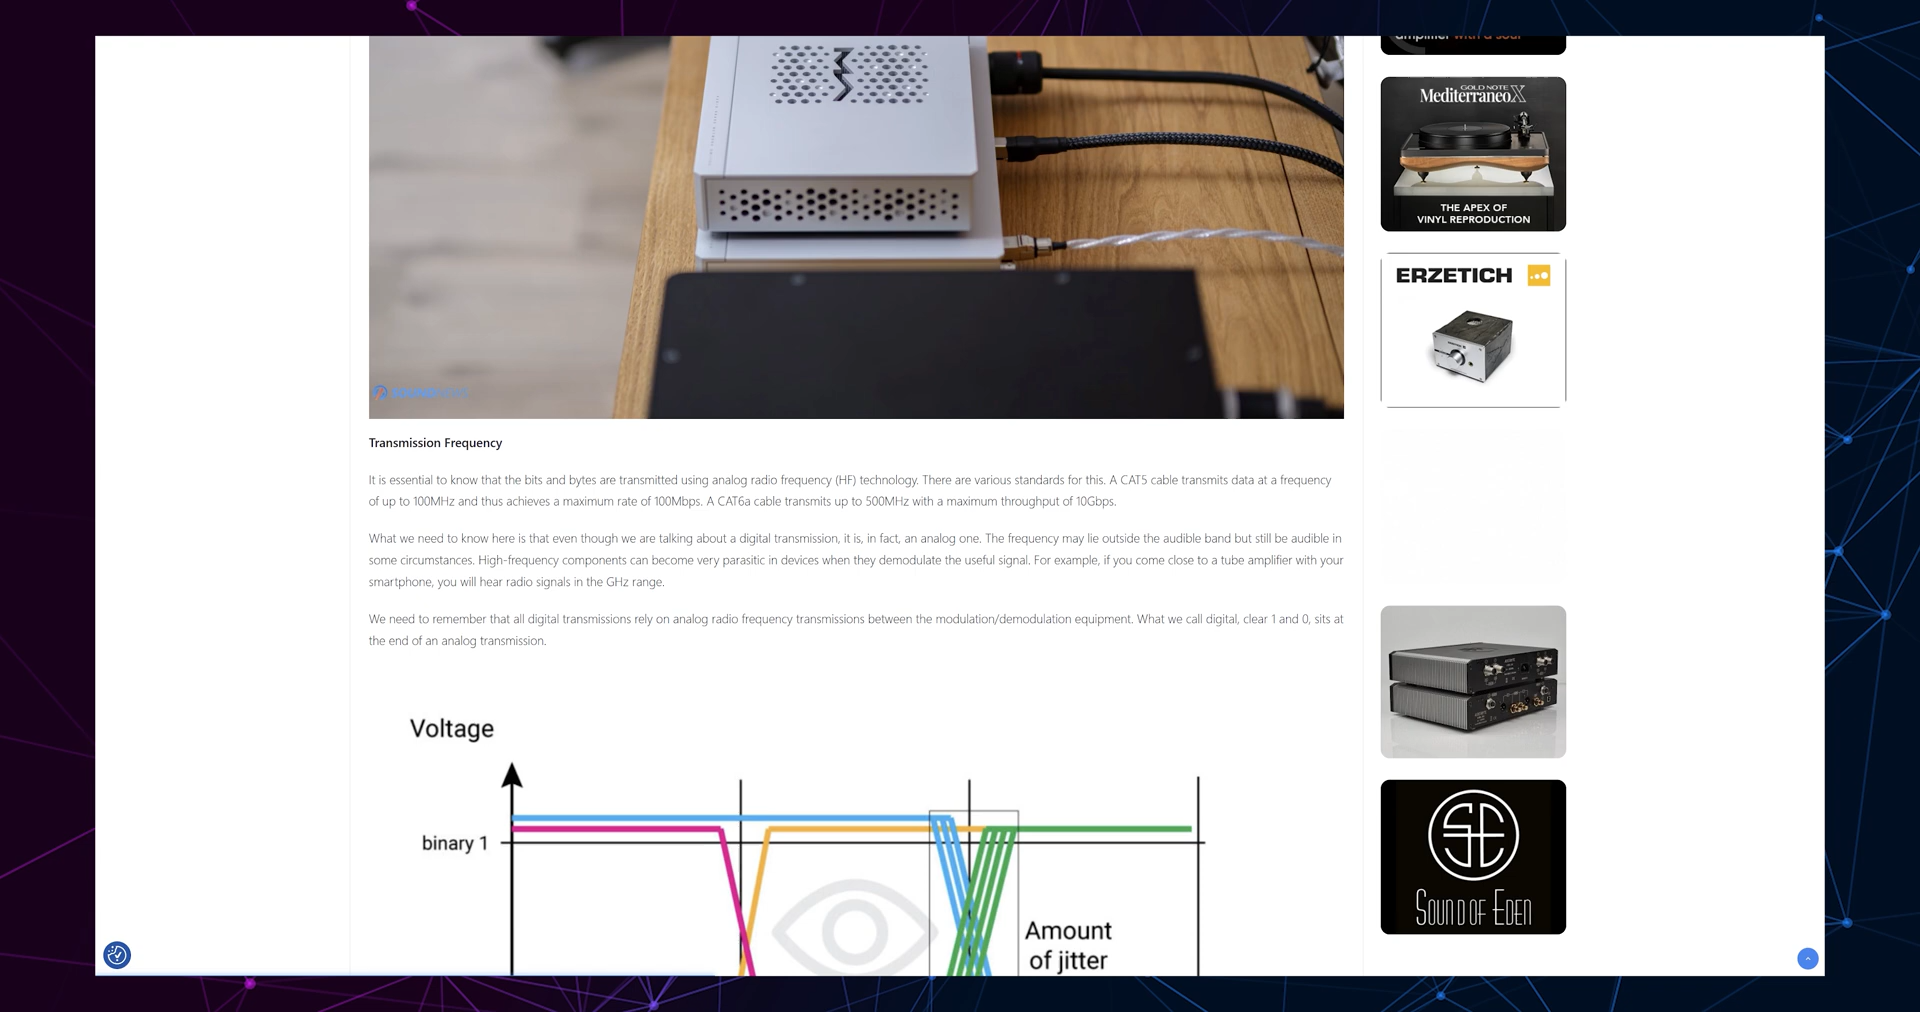 amplifier with a soul
GOLD NOTE
MediterraneoX
THE APEX OF
VINYL REPRODUCTION
ERZETICH
Transmission Frequency
It is essential to know that the bits and bytes are transmitted using analog radio frequency (HF) technology. There are various standards for this. A CAT5 cable transmits data at a frequency
of up to 100MHz and thus achieves a maximum rate of 100Mbps. A CAT6a cable transmits up to 500MHz with a maximum throughput of 10Gbps.
What we need to know here is that even though we are talking about a digital transmission, it is, in fact, an analog one. The frequency may lie outside the audible band but still be audible in
some circumstances. High-frequency components can become very parasitic in devices when they demodulate the useful signal. For example, if you come close to a tube amplifier with your
smartphone, you will hear radio signals in the GHz range.
We need to remember that all digital transmissions rely on analog radio frequency transmissions between the modulation/demodulation equipment. What we call digital, clear 1 and 0, sits at
the end of an analog transmission.
Voltage
binary 1
Amount
of jitter
SOUND OF EDEN